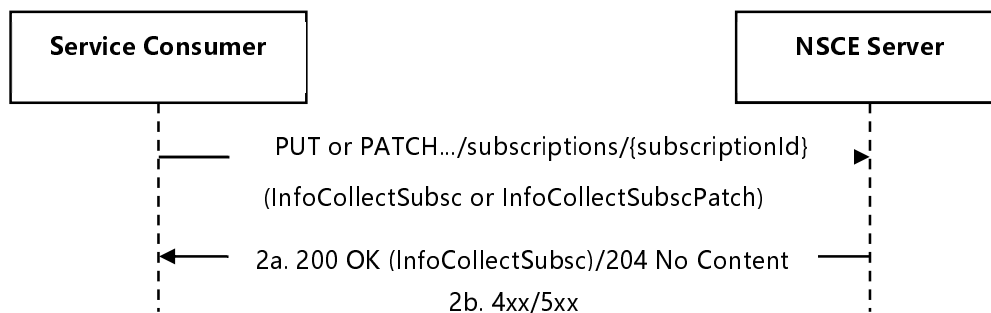 Service Consumer
NSCE Server
PUT or PATCH.../subscriptions/{subscriptionId}
(InfoCollectSubsc or InfoCollectSubscPatch)
2a. 200 OK (InfoCollectSubsc)/204 No Content
2b. 4xx/5xx